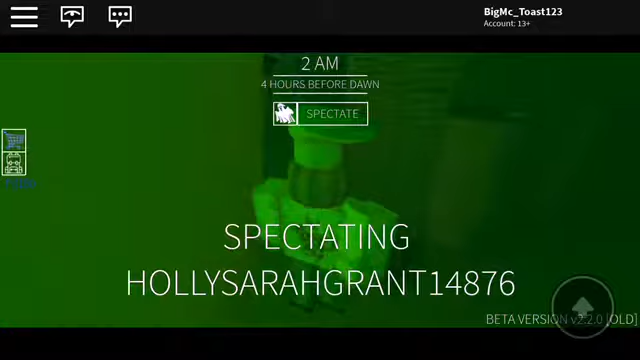 BigMc_Toast123
Account: 13+
2 AM
4 HOURS BEFORE DAWN
SPECTATE
SPECTATING
HOLLYSARAHGRANT14876
BETA VERSION v2.2.0 [OLD]